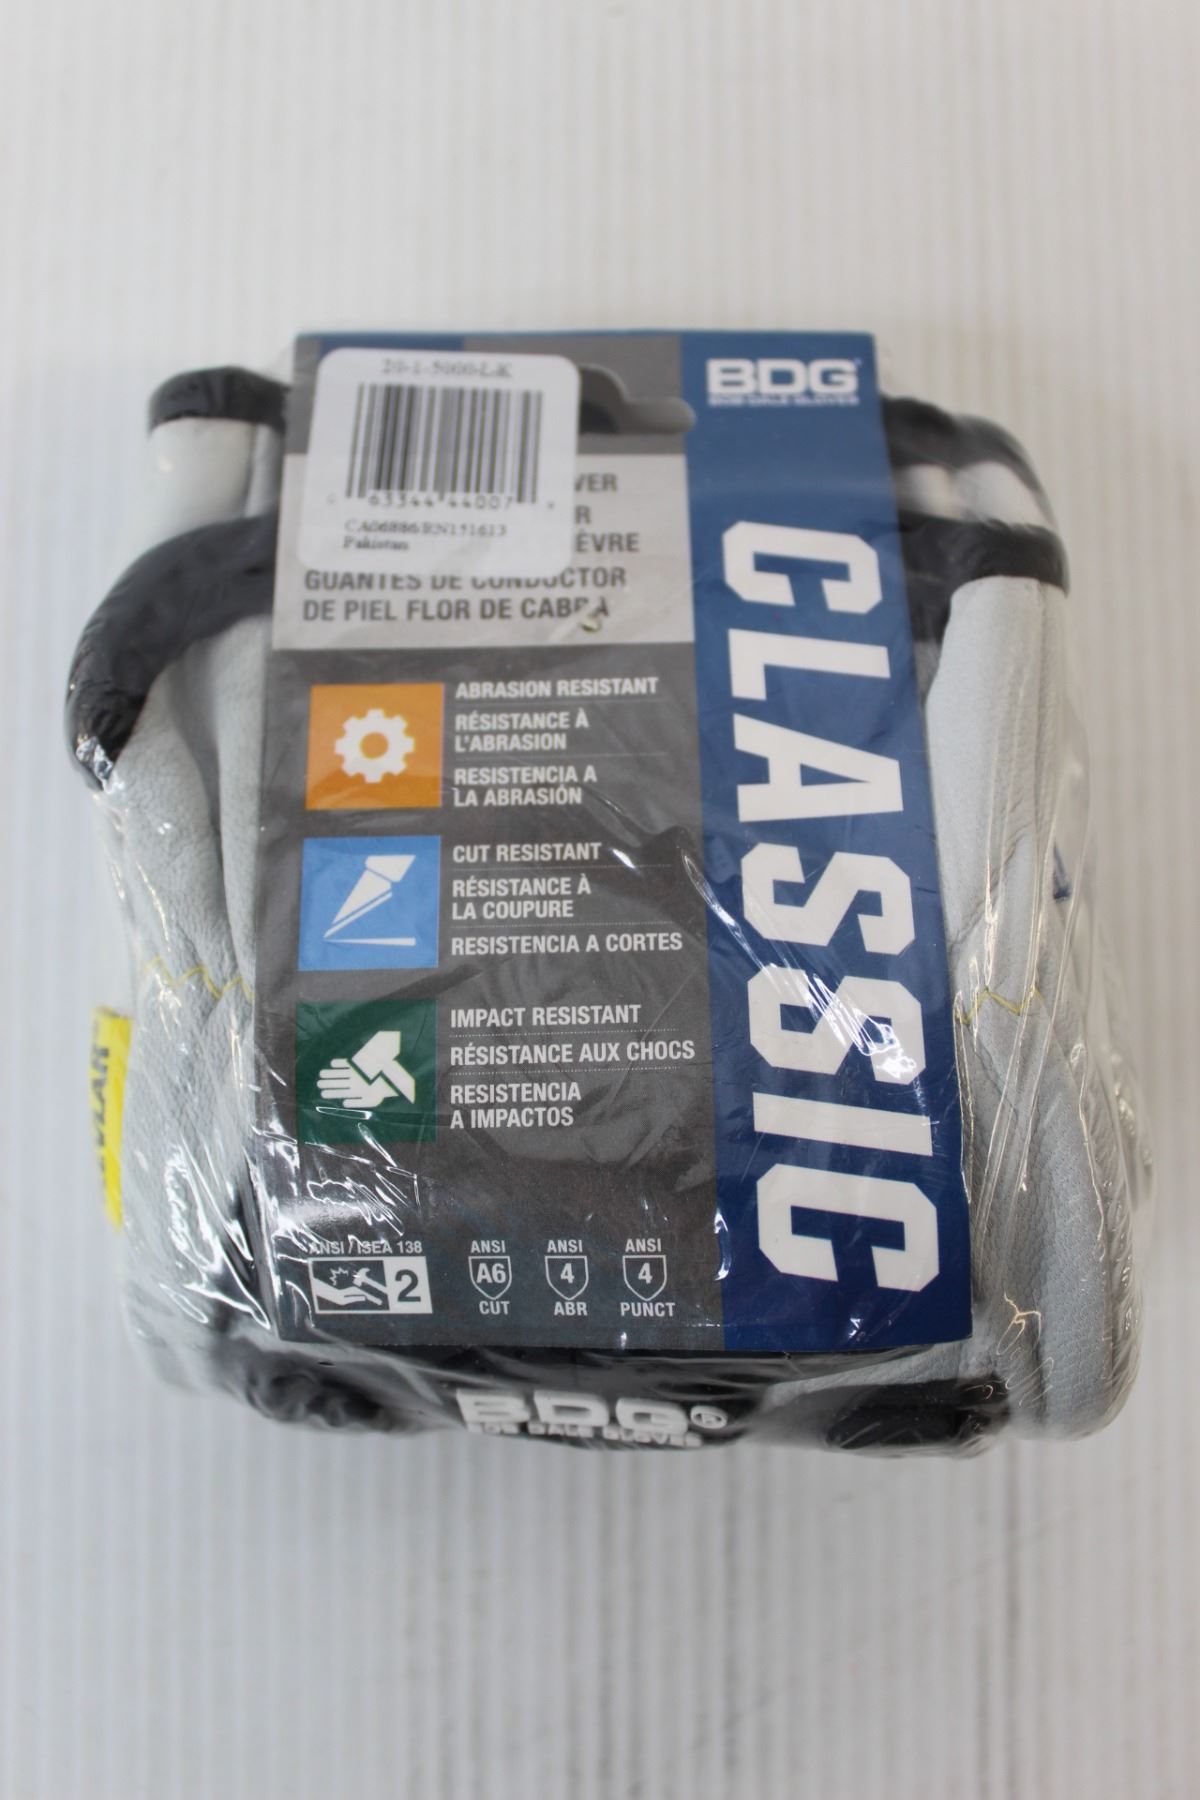 20-1-5000-L-K
63344 44007
CA06886/RN151613
Pakistan
BDG
BOB DALE GLOVES
GUANTES DE CONDUCTOR
DE PIEL FLOR DE CABRA
CLASSIC
ABRASION RESISTANT
RÉSISTANCE À
L'ABRASION
RESISTENCIA A
LA ABRASIÓN
CUT RESISTANT
RÉSISTANCE À
LA COUPURE
RESISTENCIA A CORTES
IMPACT RESISTANT
RÉSISTANCE AUX CHOCS
RESISTENCIA
A IMPACTOS
ANSI / ISEA 138
2
ANSI
A6
CUT
ANSI
4
ABR
ANSI
4
PUNCT
BDG®
BOB DALE GLOVES